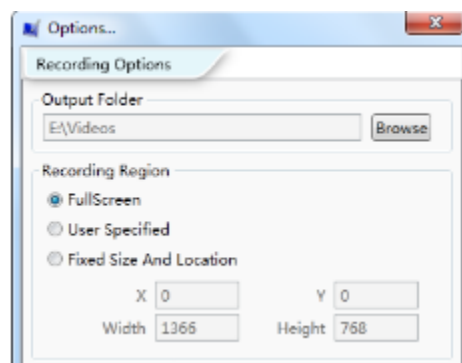 Options...
Recording Options
Output Folder
E:\Videos Browse
Recording Region
FullScreen
User Specified
Fixed Size And Location
X 0 Y 0
Width 1366 Height 768